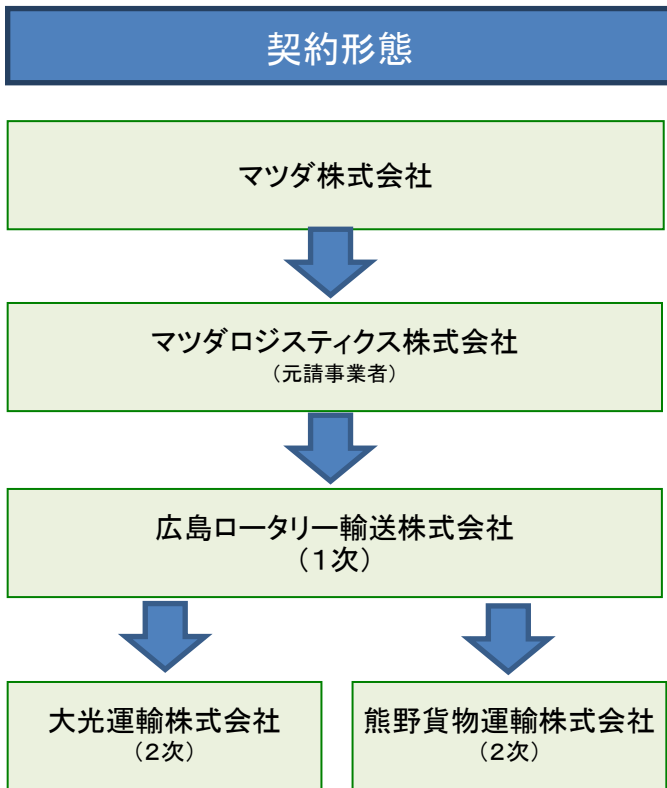 契約形態
マツダ株式会社
マツダロジスティクス株式会社
（元請事業者）
広島ロータリー輸送株式会社
（１次）
大光運輸株式会社
（２次）
熊野貨物運輸株式会社
（２次）